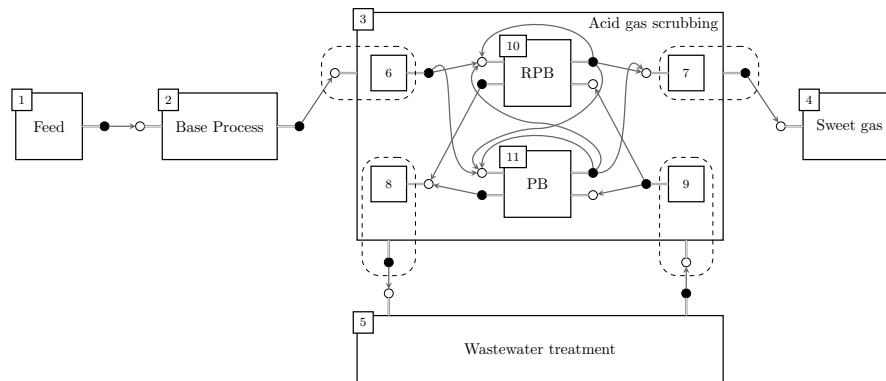 3
Acid gas scrubbing
10
RPB
6
7
1
Feed
2
Base Process
4
Sweet gas
11
PB
8
9
5
Wastewater treatment